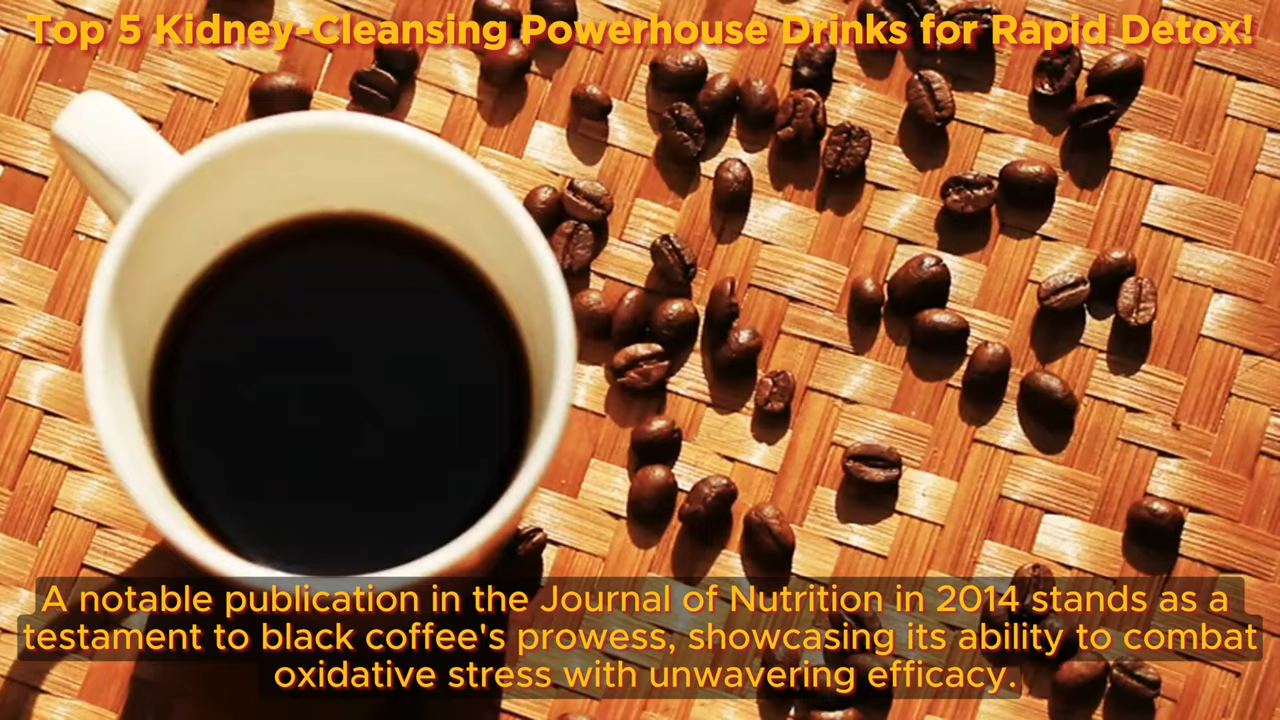 Top 5 Kidney-Cleansing Powerhouse Drinks for Rapid Detox!
A notable publication in the Journal of Nutrition in 2014 stands as a
testament to black coffee's prowess, showcasing its ability to combat
oxidative stress with unwavering efficacy.